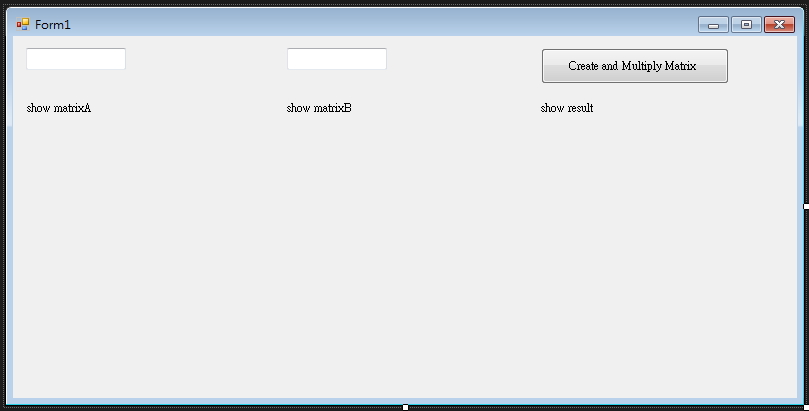 Form1
Create and Multiply Matrix
show matrixA
show matrixB
show result